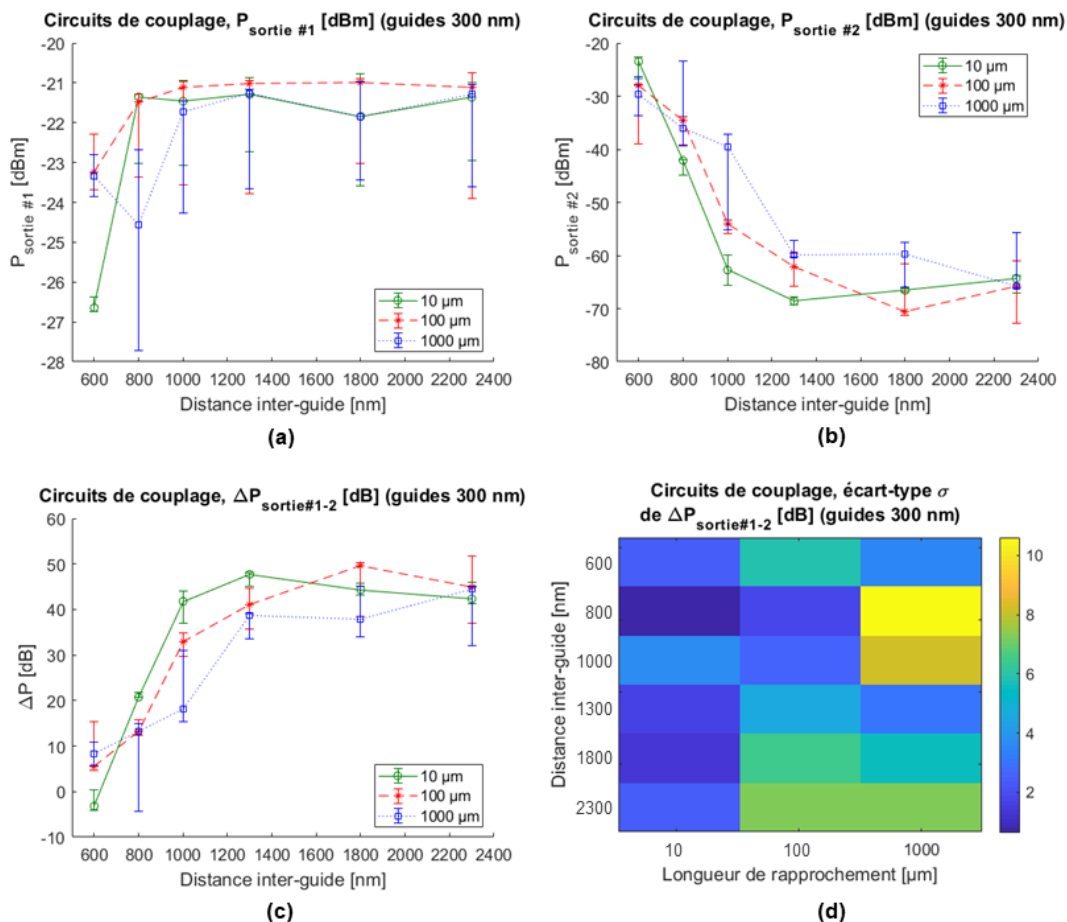 Circuits de couplage, P sortie #1 [dBm] (guides 300 nm)
-20
-21
-22
-23
-24
-25
-26
-27
-28
P sortie #1 [dBm]
10 µm
100 µm
1000 µm
600 800 1000 1200 1400 1600 1800 2000 2200 2400
Distance inter-guide [nm]
(a)
Circuits de couplage, P sortie #2 [dBm] (guides 300 nm)
-20
-30
-40
-50
-60
-70
-80
P sortie #2 [dBm]
10 µm
100 µm
1000 µm
600 800 1000 1200 1400 1600 1800 2000 2200 2400
Distance inter-guide [nm]
(b)
Circuits de couplage, ΔP sortie#1-2 [dB] (guides 300 nm)
60
50
40
30
20
10
0
-10
ΔP [dB]
10 µm
100 µm
1000 µm
600 800 1000 1200 1400 1600 1800 2000 2200 2400
Distance inter-guide [nm]
(c)
Circuits de couplage, écart-type σ
de ΔP sortie#1-2 [dB] (guides 300 nm)
600
800
1000
1300
1800
2300
Distance inter-guide [nm]
10 100 1000
Longueur de rapprochement [µm]
10
8
6
4
2
(d)